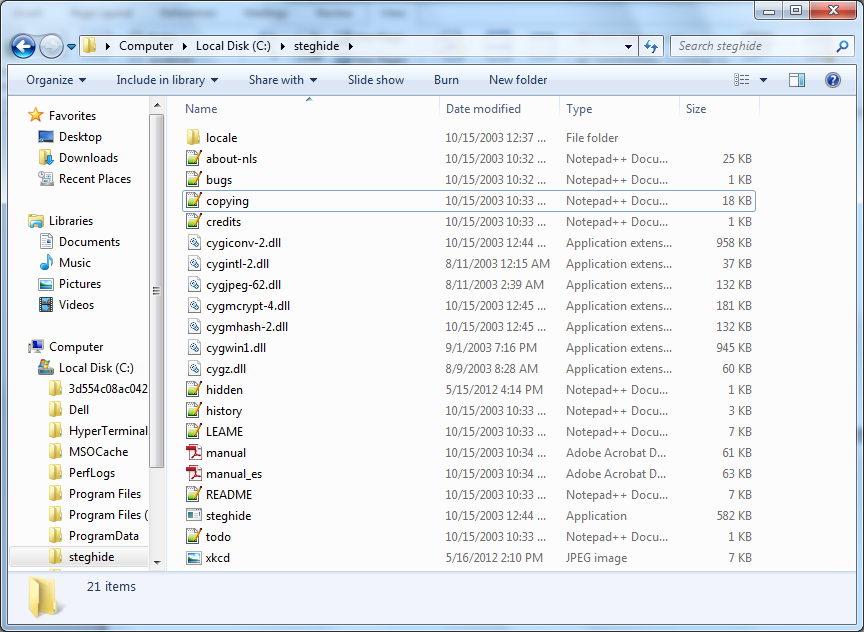 Computer Local Disk (C:) steghide
Search steghide
Organize Include in library Share with Slide show Burn New folder
Favorites
Desktop
Downloads
Recent Places
Libraries
Documents
Music
Pictures
Videos
Computer
Local Disk (C:)
3d554c08ac042
Dell
HyperTerminal
MSOCache
PerfLogs
Program Files
Program Files (
ProgramData
steghide
Name Date modified Type Size
locale 10/15/2003 12:37 ... File folder
about-nls 10/15/2003 10:32 ... Notepad++ Docu... 25 KB
bugs 10/15/2003 10:32 ... Notepad++ Docu... 1 KB
copying 10/15/2003 10:33 ... Notepad++ Docu... 18 KB
credits 10/15/2003 10:33 ... Notepad++ Docu... 1 KB
cygiconv-2.dll 10/15/2003 12:44 ... Application extens... 958 KB
cygintl-2.dll 8/11/2003 12:15 AM Application extens... 37 KB
cygjpeg-62.dll 8/11/2003 2:39 AM Application extens... 132 KB
cygmcrypt-4.dll 10/15/2003 12:45 ... Application extens... 181 KB
cygmhash-2.dll 10/15/2003 12:45 ... Application extens... 132 KB
cygwin1.dll 9/1/2003 7:16 PM Application extens... 945 KB
cygz.dll 8/9/2003 8:28 AM Application extens... 60 KB
hidden 5/15/2012 4:14 PM Notepad++ Docu... 1 KB
history 10/15/2003 10:33 ... Notepad++ Docu... 3 KB
LEAME 10/15/2003 10:33 ... Notepad++ Docu... 7 KB
manual 10/15/2003 10:34 ... Adobe Acrobat D... 61 KB
manual_es 10/15/2003 10:34 ... Adobe Acrobat D... 63 KB
README 10/15/2003 10:33 ... Notepad++ Docu... 7 KB
steghide 10/15/2003 12:44 ... Application 582 KB
todo 10/15/2003 10:33 ... Notepad++ Docu... 1 KB
xkcd 5/16/2012 2:10 PM JPEG image 7 KB
21 items